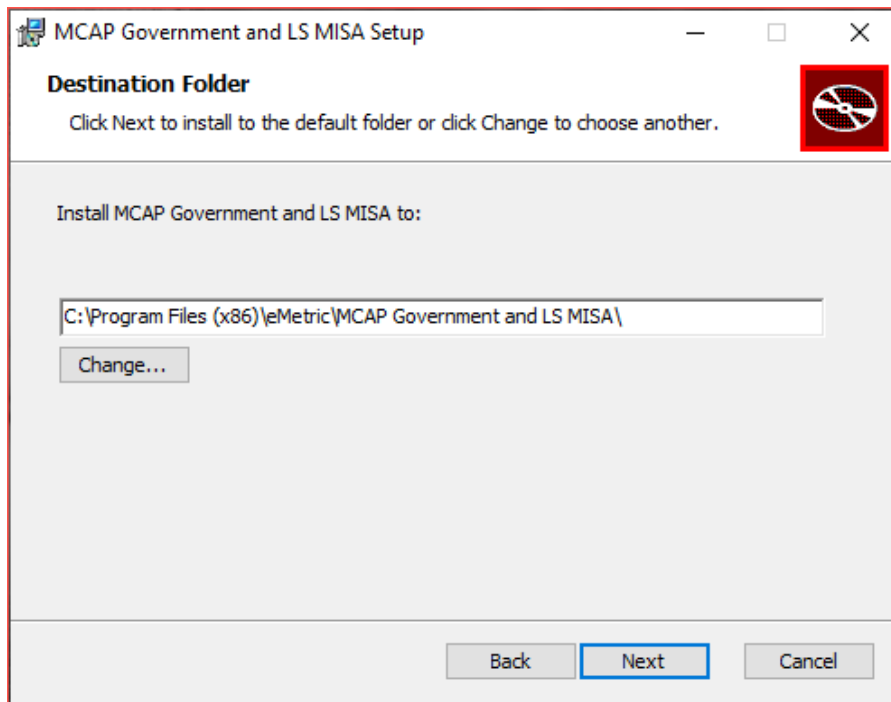 MCAP Government and LS MISA Setup
Destination Folder
Click Next to install to the default folder or click Change to choose another.
Install MCAP Government and LS MISA to:
C:\Program Files (x86)\eMetric\MCAP Government and LS MISA\
Change...
Back Next Cancel